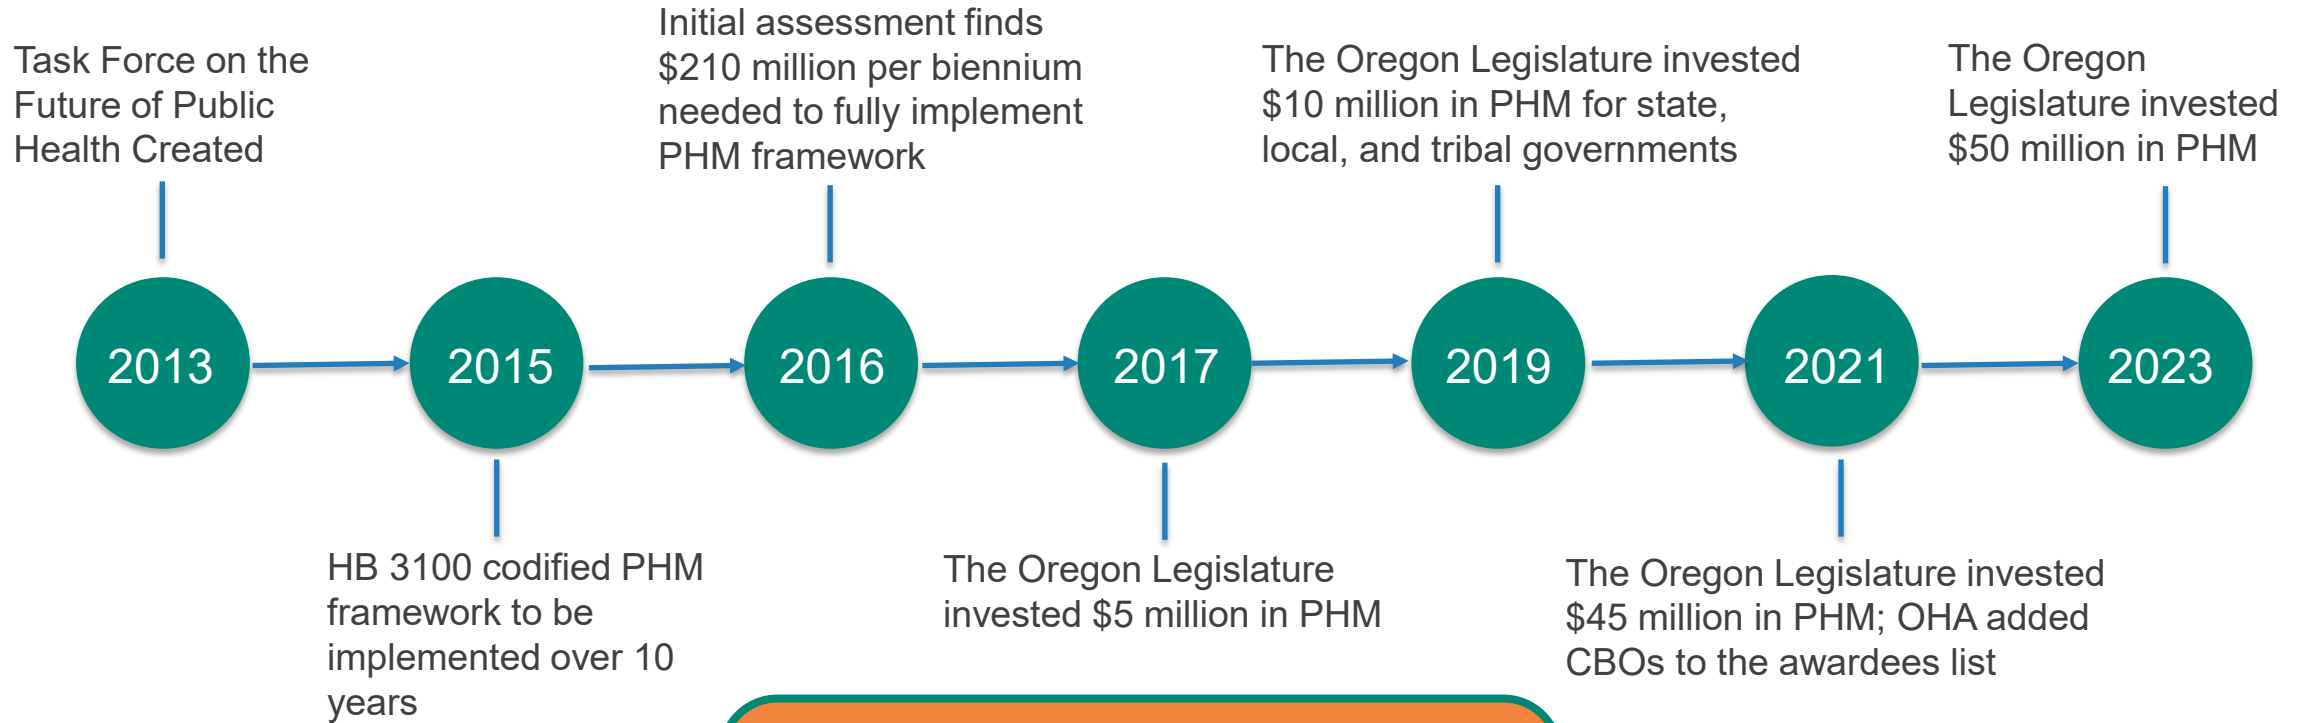 Task Force on the
Future of Public
Health Created
Initial assessment finds
$210 million per biennium
needed to fully implement
PHM framework
The Oregon Legislature invested
$10 million in PHM for state,
local, and tribal governments
The Oregon
Legislature invested
$50 million in PHM
2013
2015
2016
2017
2019
2021
2023
HB 3100 codified PHM
framework to be
implemented over 10
years
The Oregon Legislature
invested $5 million in PHM
The Oregon Legislature invested
$45 million in PHM; OHA added
CBOs to the awardees list